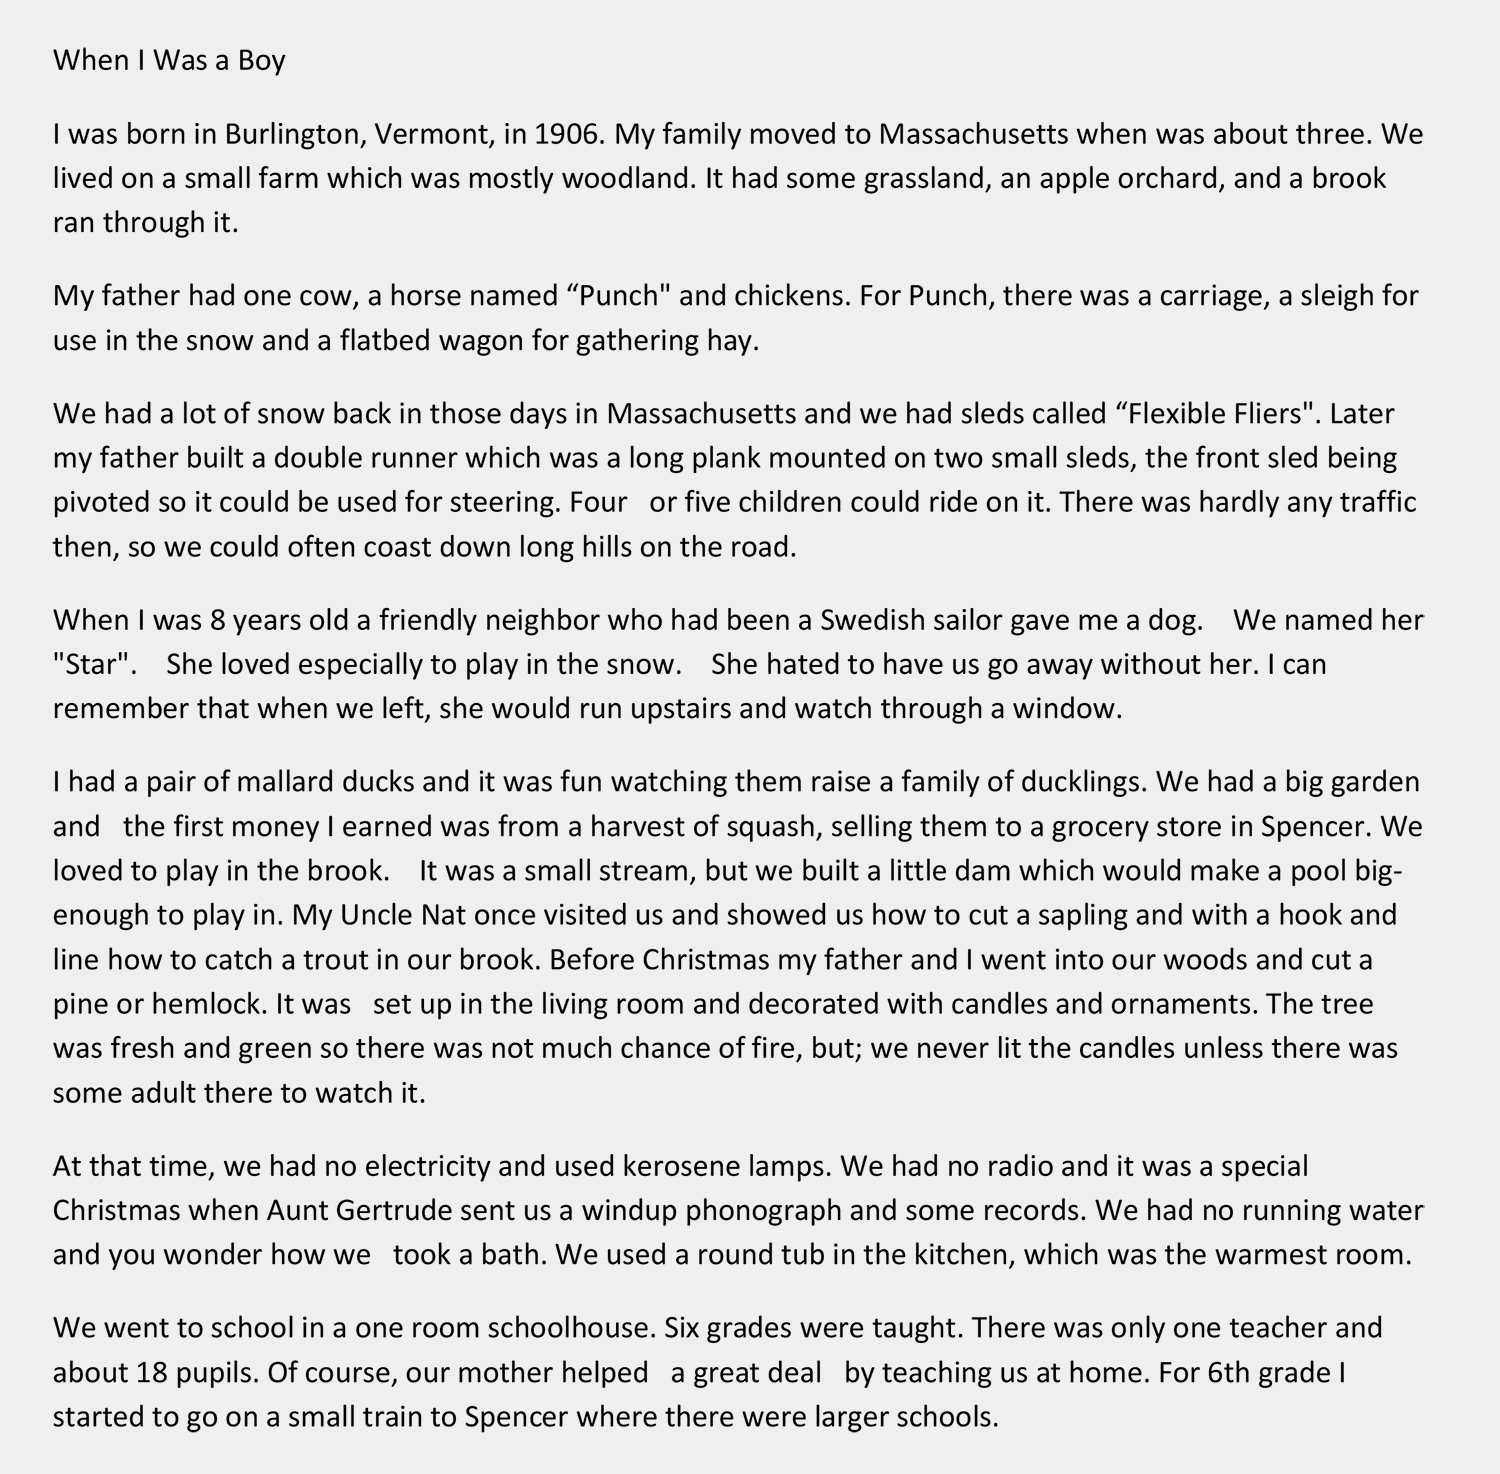 When I Was a Boy
I was born in Burlington, Vermont, in 1906. My family moved to Massachusetts when was about three. We
lived on a small farm which was mostly woodland. It had some grassland, an apple orchard, and a brook
ran through it.
My father had one cow, a horse named “Punch" and chickens. For Punch, there was a carriage, a sleigh for
use in the snow and a flatbed wagon for gathering hay.
We had a lot of snow back in those days in Massachusetts and we had sleds called “Flexible Fliers". Later
my father built a double runner which was a long plank mounted on two small sleds, the front sled being
pivoted so it could be used for steering. Four   or five children could ride on it. There was hardly any traffic
then, so we could often coast down long hills on the road.
When I was 8 years old a friendly neighbor who had been a Swedish sailor gave me a dog.    We named her
"Star".    She loved especially to play in the snow.    She hated to have us go away without her. I can
remember that when we left, she would run upstairs and watch through a window.
I had a pair of mallard ducks and it was fun watching them raise a family of ducklings. We had a big garden
and   the first money I earned was from a harvest of squash, selling them to a grocery store in Spencer. We
loved to play in the brook.    It was a small stream, but we built a little dam which would make a pool big-
enough to play in. My Uncle Nat once visited us and showed us how to cut a sapling and with a hook and
line how to catch a trout in our brook. Before Christmas my father and I went into our woods and cut a
pine or hemlock. It was   set up in the living room and decorated with candles and ornaments. The tree
was fresh and green so there was not much chance of fire, but; we never lit the candles unless there was
some adult there to watch it.
At that time, we had no electricity and used kerosene lamps. We had no radio and it was a special
Christmas when Aunt Gertrude sent us a windup phonograph and some records. We had no running water
and you wonder how we   took a bath. We used a round tub in the kitchen, which was the warmest room.
We went to school in a one room schoolhouse. Six grades were taught. There was only one teacher and
about 18 pupils. Of course, our mother helped   a great deal   by teaching us at home. For 6th grade I
started to go on a small train to Spencer where there were larger schools.